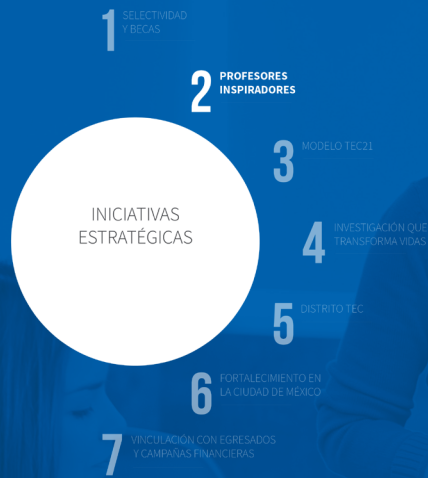 1 SELECTIVIDAD
Y BECAS
2 PROFESORES
INSPIRADORES
3 MODELO TEC21
INICIATIVAS
ESTRATÉGICAS
4 INVESTIGACIÓN QUE
TRANSFORMA VIDAS
5 DISTRITO TEC
6 FORTALECIMIENTO EN
LA CIUDAD DE MÉXICO
7 VINCULACIÓN CON EGRESADOS
Y CAMPAÑAS FINANCIERAS